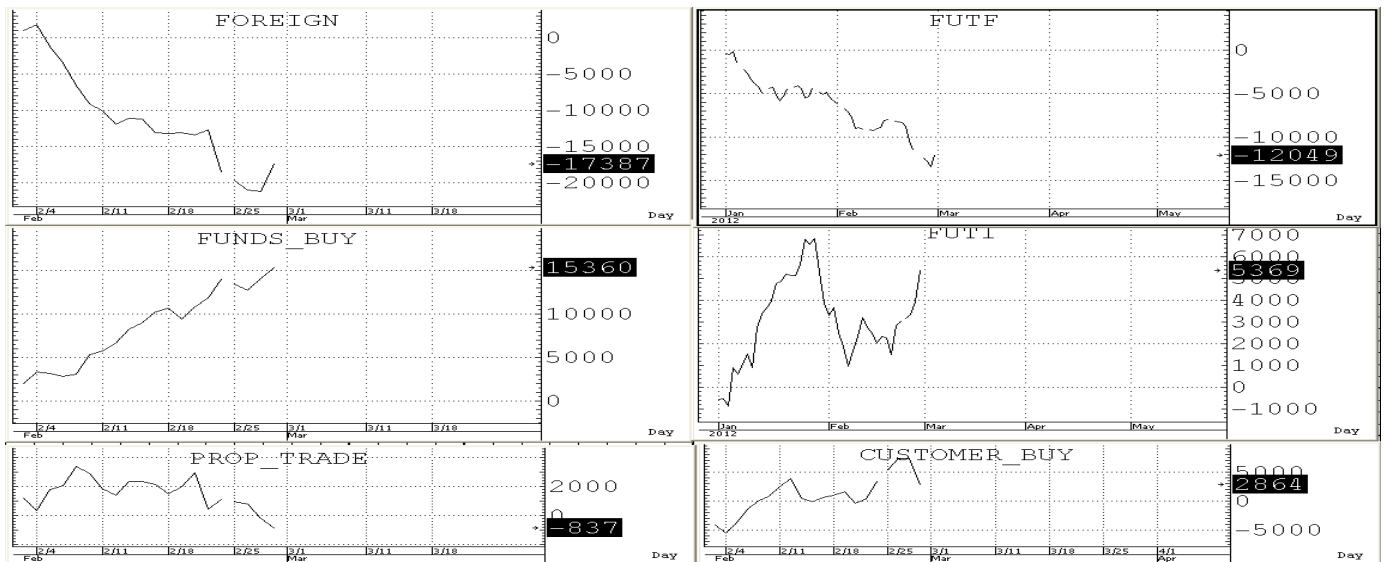 FOREIGN
0
-5000
-10000
-15000
-17387
-20000
2/4 2/11 2/18 2/25 3/1 3/11 3/18
Feb Mar Day
FUTF
0
-5000
-10000
-12049
-15000
Jan Feb Mar Apr May
2012 Day
FUNDS_BUY
15360
10000
5000
0
2/4 2/11 2/18 2/25 3/1 3/11 3/18
Feb Mar Day
7000
6000
5369
4000
3000
2000
1000
0
-1000
Jan Feb Mar Apr May
2012 Day
PROP_TRADE
2000
0
-837
2/4 2/11 2/18 2/25 3/1 3/11 3/18
Feb Mar Day
CUSTOMER_BUY
5000
2864
0
-5000
2/4 2/11 2/18 2/25 3/1 3/11 3/18 3/25 4/1
Feb Mar Apr Day